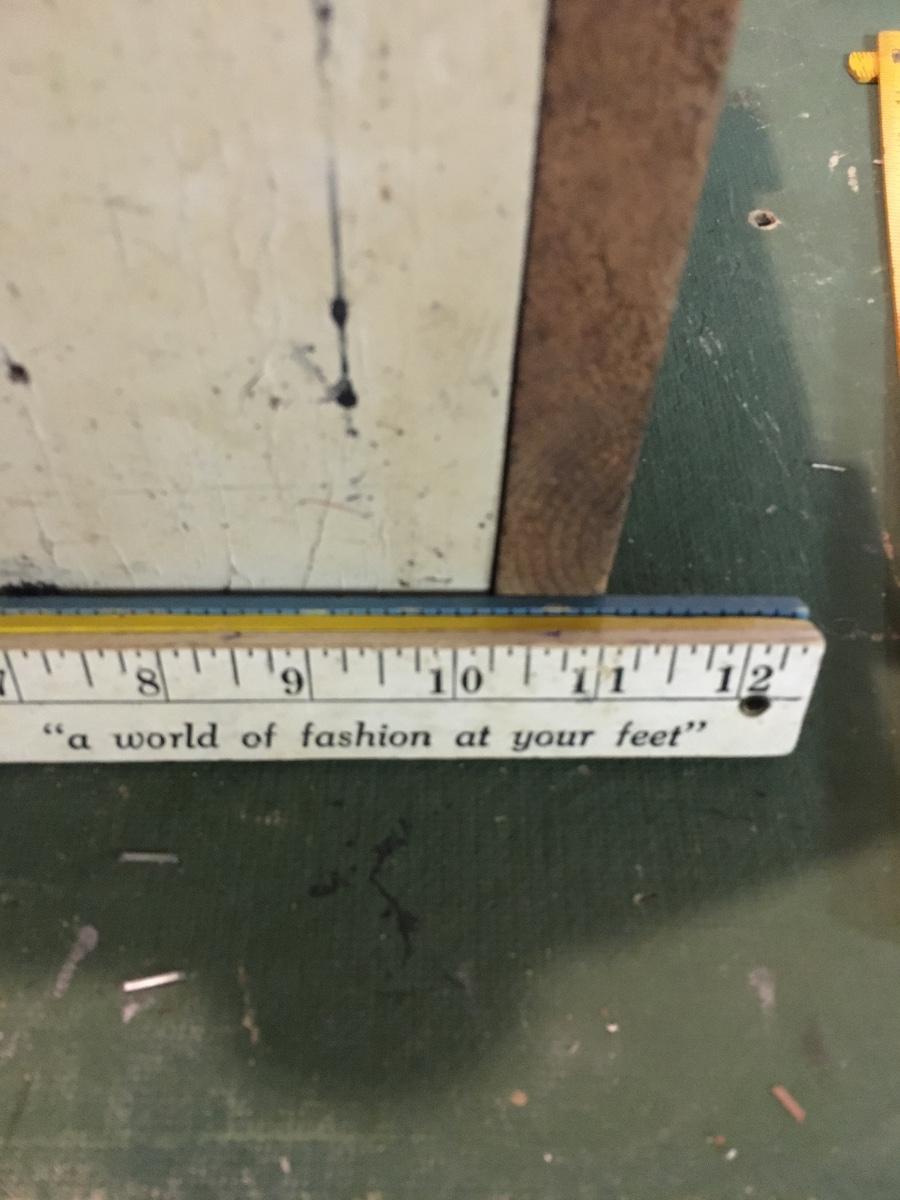 8 9 10 11 12
“a world of fashion at your feet”